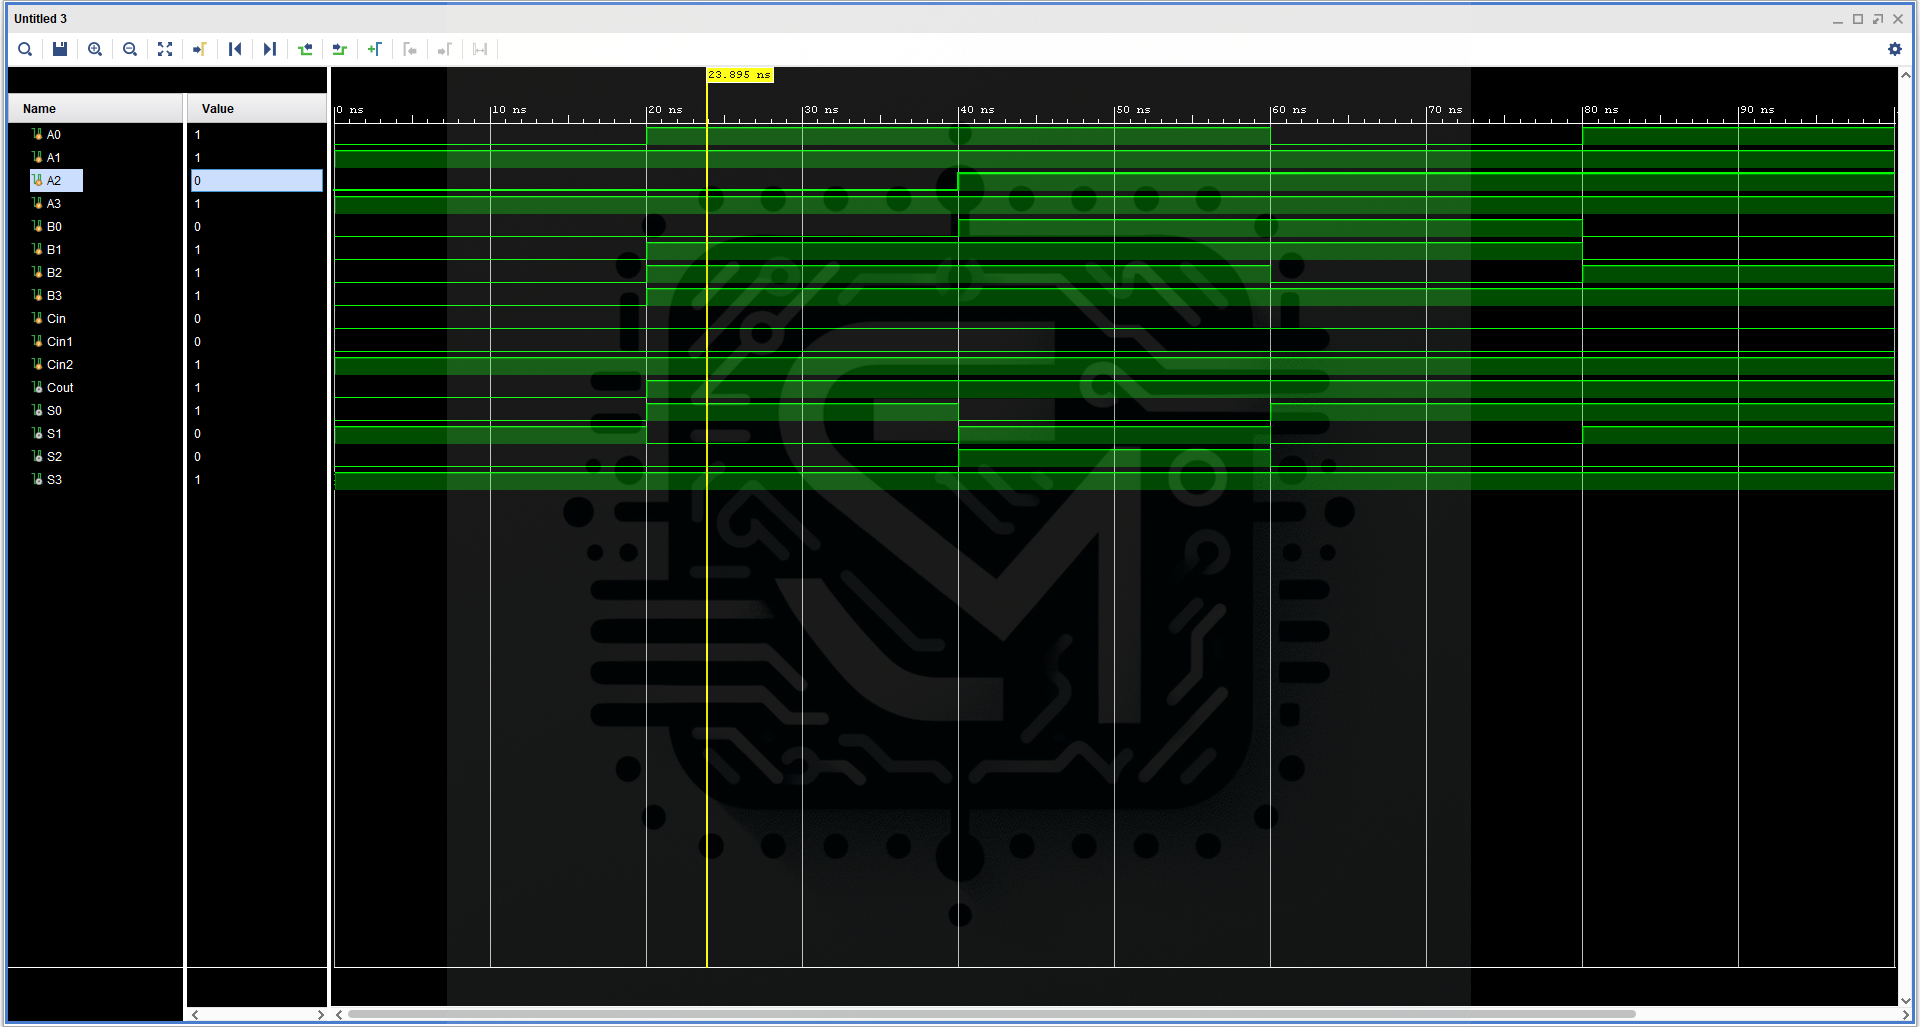 Untitled 3
23.895 ns
0 ns 10 ns 20 ns 30 ns 40 ns 50 ns 60 ns 70 ns 80 ns 90 ns
Name Value
A0 1
A1 1
A2 0
A3 1
B0 0
B1 1
B2 1
B3 1
Cin 0
Cin1 0
Cin2 1
Cout 1
S0 1
S1 0
S2 0
S3 1